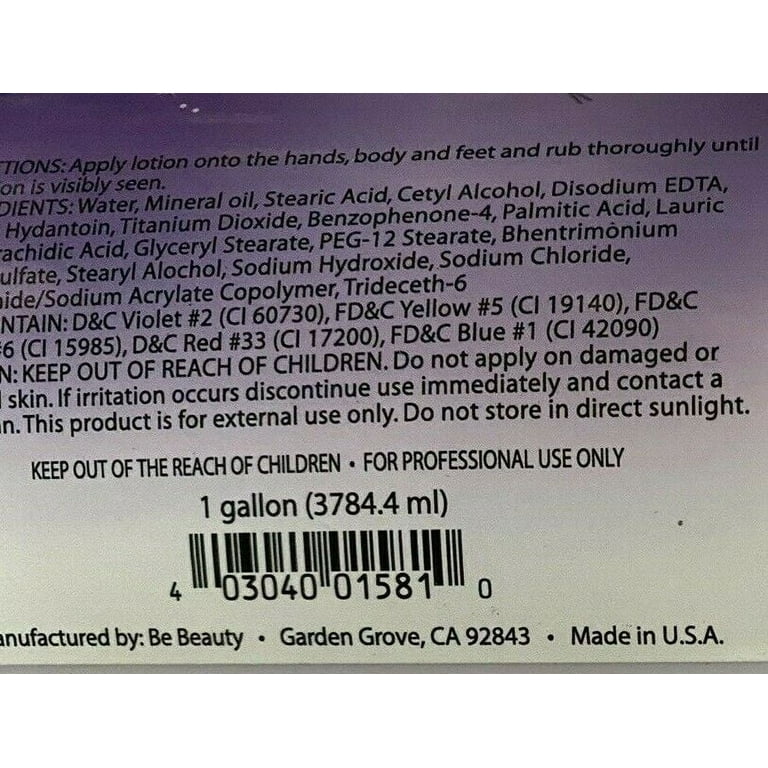 TIONS: Apply lotion onto the hands, body and feet and rub thoroughly until
on is visibly seen.
DIENTS: Water, Mineral oil, Stearic Acid, Cetyl Alcohol, Disodium EDTA,
Hydantoin, Titanium Dioxide, Benzophenone-4, Palmitic Acid, Lauric
rachidic Acid, Glyceryl Stearate, PEG-12 Stearate, Bhentrimonium
ulfate, Stearyl Alochol, Sodium Hydroxide, Sodium Chloride,
ide/Sodium Acrylate Copolymer, Trideceth-6
NTAIN: D&C Violet #2 (CI 60730), FD&C Yellow #5 (CI 19140), FD&C
#6 (CI 15985), D&C Red #33 (CI 17200), FD&C Blue #1 (CI 42090)
N: KEEP OUT OF REACH OF CHILDREN. Do not apply on damaged or
skin. If irritation occurs discontinue use immediately and contact a
n. This product is for external use only. Do not store in direct sunlight.
KEEP OUT OF THE REACH OF CHILDREN • FOR PROFESSIONAL USE ONLY
1 gallon (3784.4 ml)
4 03040 01581 0
anufactured by: Be Beauty • Garden Grove, CA 92843 • Made in U.S.A.